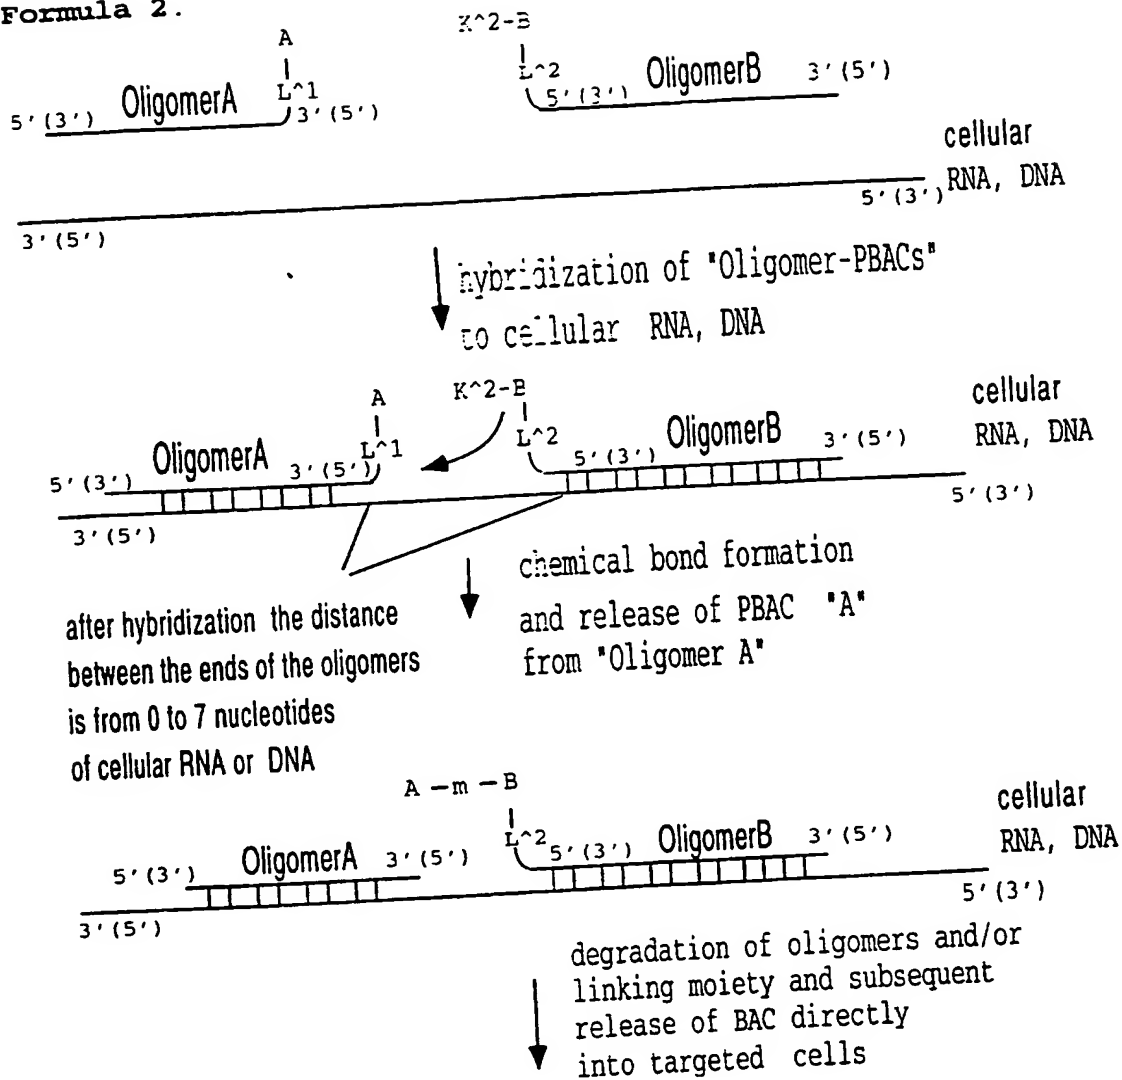 Formula 2.
A
K^2-B
L^1
L^2
OligomerA
OligomerB
5'(3')
3'(5')
5'(3')
3'(5')
cellular
RNA, DNA
3'(5')
5'(3')
hybridization of "Oligomer-PBACs"
to cellular RNA, DNA
A
K^2-B
L^1
L^2
OligomerA
OligomerB
5'(3')
3'(5')
5'(3')
3'(5')
cellular
RNA, DNA
3'(5')
5'(3')
after hybridization the distance
between the ends of the oligomers
is from 0 to 7 nucleotides
of cellular RNA or DNA
chemical bond formation
and release of PBAC "A"
from "Oligomer A"
A -m - B
L^2
OligomerA
OligomerB
5'(3')
3'(5')
5'(3')
3'(5')
cellular
RNA, DNA
3'(5')
5'(3')
degradation of oligomers and/or
linking moiety and subsequent
release of BAC directly
into targeted cells